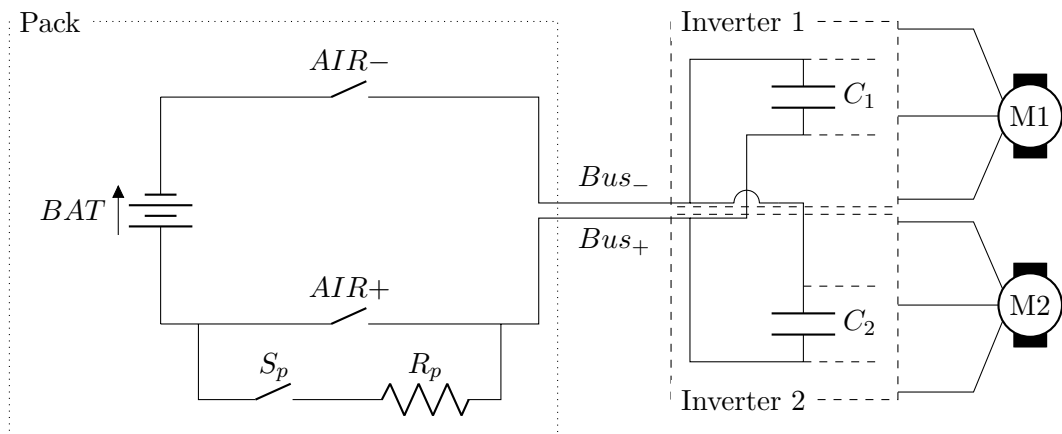 Pack
Inverter 1
AIR−
C₁
M1
BAT
Bus₋
Bus₊
AIR+
C₂
M2
Sₚ
Rₚ
Inverter 2